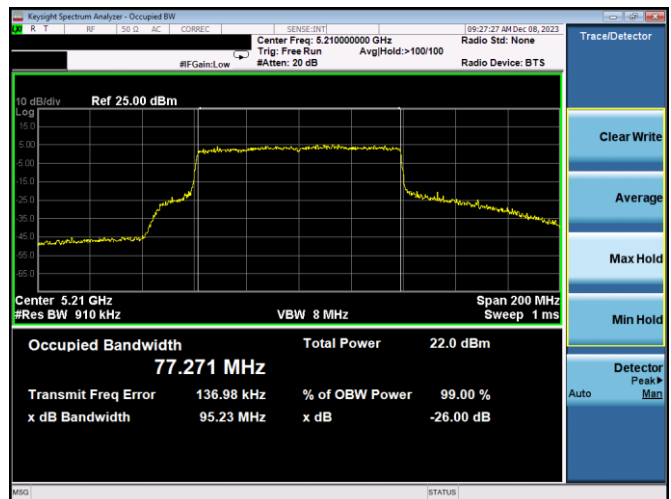 Keysight Spectrum Analyzer - Occupied BW
R T RF 50 Ω AC CORREC SENSE:INT 09:27:27 AM Dec 08, 2023
Center Freq: 5.210000000 GHz Radio Std: None
Trig: Free Run Avg|Hold:>100/100
#IFGain:Low #Atten: 20 dB Radio Device: BTS
10 dB/div Ref 25.00 dBm
Log
15.0
5.00
-5.00
-15.0
-25.0
-35.0
-45.0
-55.0
-65.0
Center 5.21 GHz Span 200 MHz
#Res BW 910 kHz VBW 8 MHz Sweep 1 ms
Occupied Bandwidth Total Power 22.0 dBm
77.271 MHz
Transmit Freq Error 136.98 kHz % of OBW Power 99.00 %
x dB Bandwidth 95.23 MHz x dB -26.00 dB
MSG STATUS
Trace/Detector
Clear Write
Average
Max Hold
Min Hold
Detector
Peak▶
Auto Man